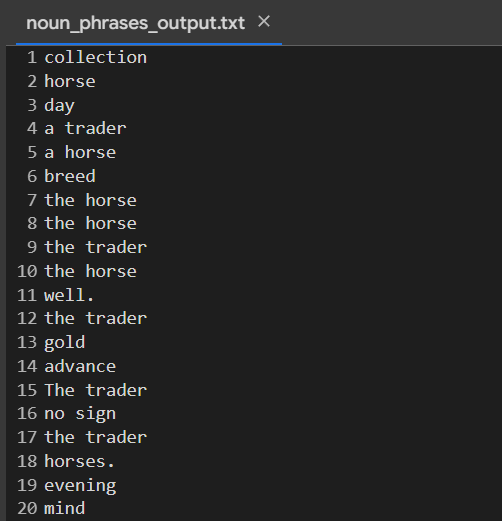 noun_phrases_output.txt ×
1 collection
2 horse
3 day
4 a trader
5 a horse
6 breed
7 the horse
8 the horse
9 the trader
10 the horse
11 well.
12 the trader
13 gold
14 advance
15 The trader
16 no sign
17 the trader
18 horses.
19 evening
20 mind